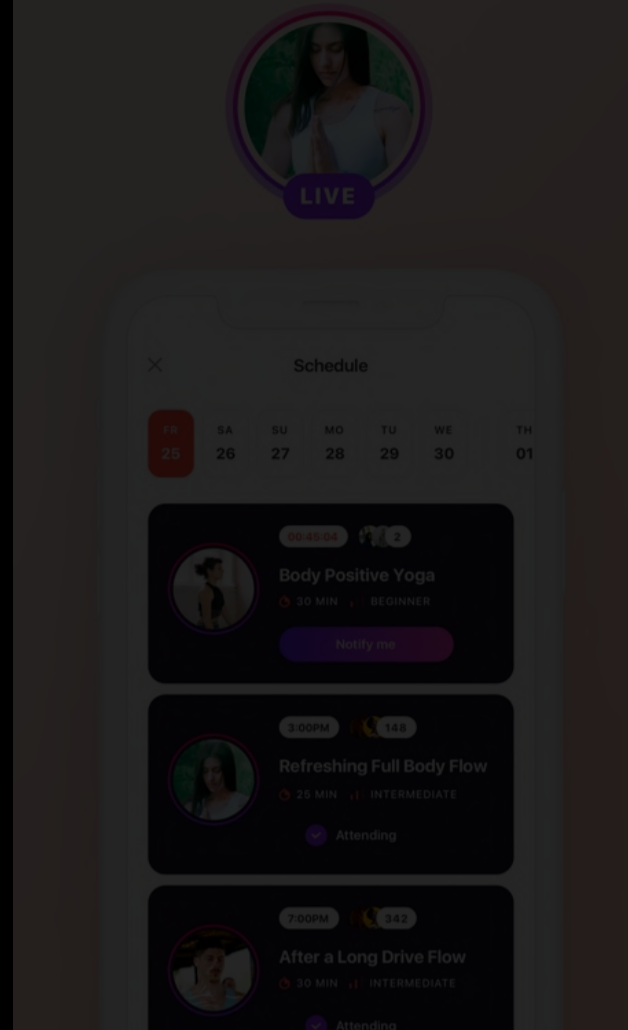 LIVE
Schedule
FR SA SU MO TU WE TH
25 26 27 28 29 30 01
00:45:04 2
Body Positive Yoga
30 MIN BEGINNER
Notify me
3:00PM 148
Refreshing Full Body Flow
25 MIN INTERMEDIATE
Attending
7:00PM 342
After a Long Drive Flow
30 MIN INTERMEDIATE
Attending